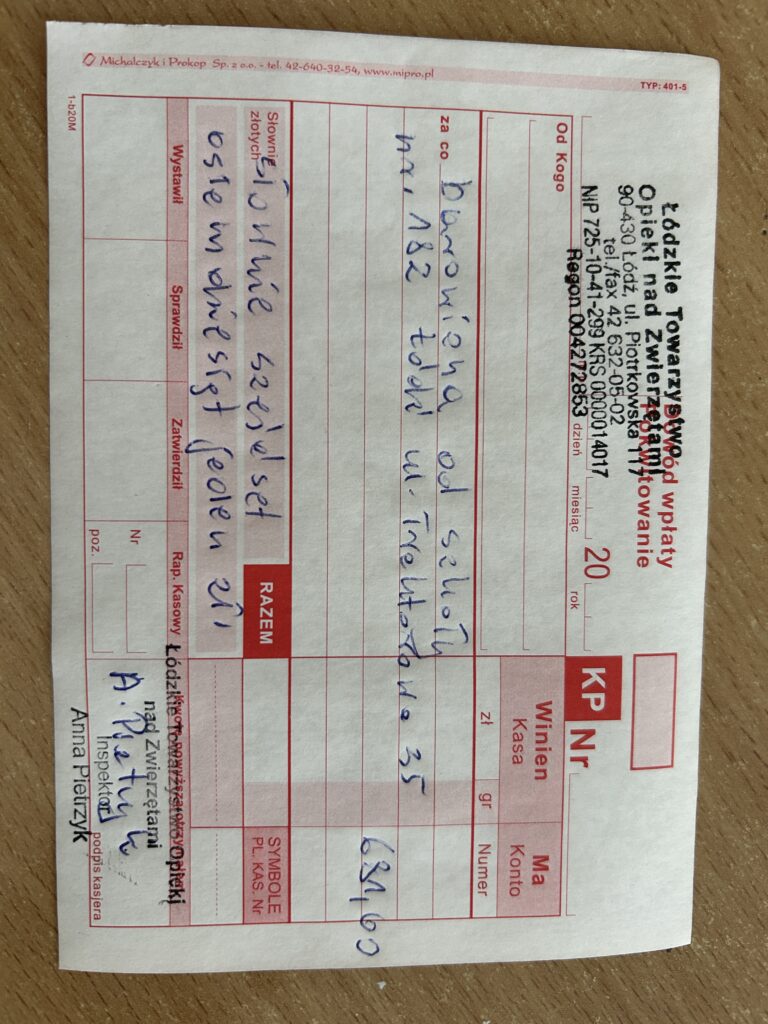 Łódzkie Towarzystwo
Opieki nad Zwierzętami
90-430 Łódź, ul. Piotrkowska 117
tel./fax 42 632-05-02
NIP 725-10-41-299 KRS 0000014017
Regon 004272853
Dowód wpłaty
Pokwitowanie
dzień miesiąc 20 rok
KP Nr
Od Kogo
Winien
Kasa
Ma
Konto
zł gr Numer
za co Darowizna od szkoły
nr. 182 Łódź ul. Trektorowa 35
681,60
RAZEM
SYMBOLE
PL. KAS. Nr
Słownie
złotych słownie sześćset
osiemdziesiąt jeden zł,
Wystawił Sprawdził Zatwierdził Rap. Kasowy
Nr
poz.
Łódzkie Towarzystwo Opieki
nad Zwierzętami
A. Pietrzyk
Inspektor
Anna Pietrzyk
podpis kasjera
Michalczyk i Prokop Sp. z o.o. - tel. 42-640-32-54, www.mipro.pl
TYP: 401-5
1-b20M